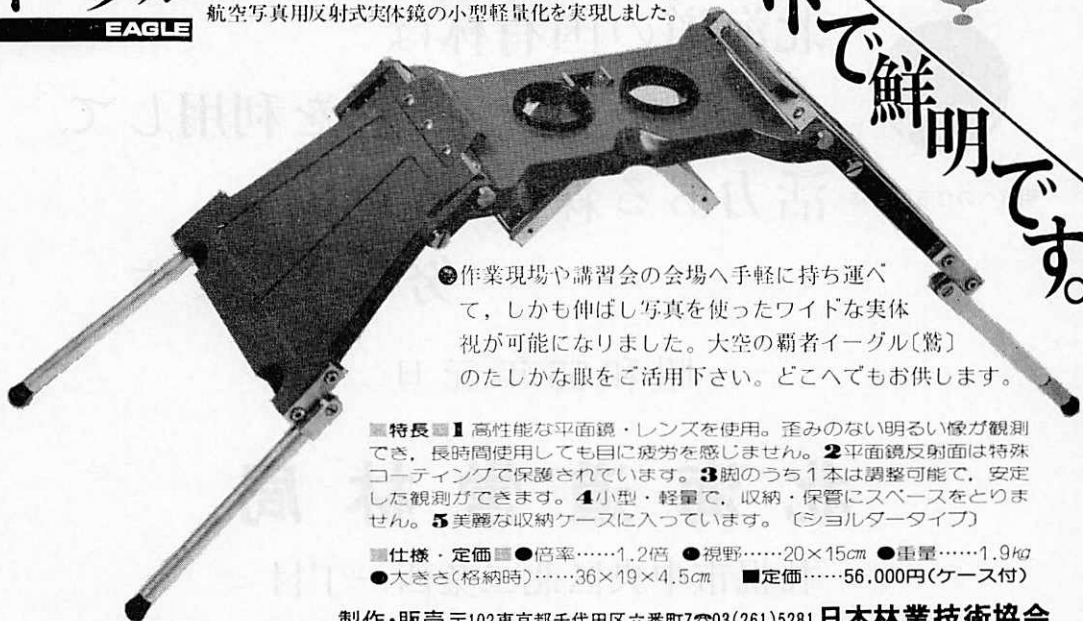 EAGLE
航空写真用反射式実体鏡の小型軽量化を実現しました。
で鮮明です。
●作業現場や講習会の会場へ手軽に持ち運べ
て，しかも伸ばし写真を使ったワイドな実体
視が可能になりました。大空の覇者イーグル〔鷲〕
のたしかな眼をご活用下さい。どこへでもお供します。
■特長■1 高性能な平面鏡・レンズを使用。歪みのない明るい像が観測
でき，長時間使用しても目に疲労を感じません。2平面鏡反射面は特殊
コーティングで保護されています。3脚のうち1本は調整可能で，安定
した観測ができます。4小型・軽量で，収納・保管にスペースをとりま
せん。5美麗な収納ケースに入っています。〔ショルダータイプ〕
■仕様・定価■●倍率……1.2倍 ●視野……20×15cm ●重量……1.9kg
●大きさ(格納時)……36×19×4.5cm ■定価……56,000円(ケース付)
製作・販売 〒102東京都千代田区六番町7☎03(261)5281 日本林業技術協会